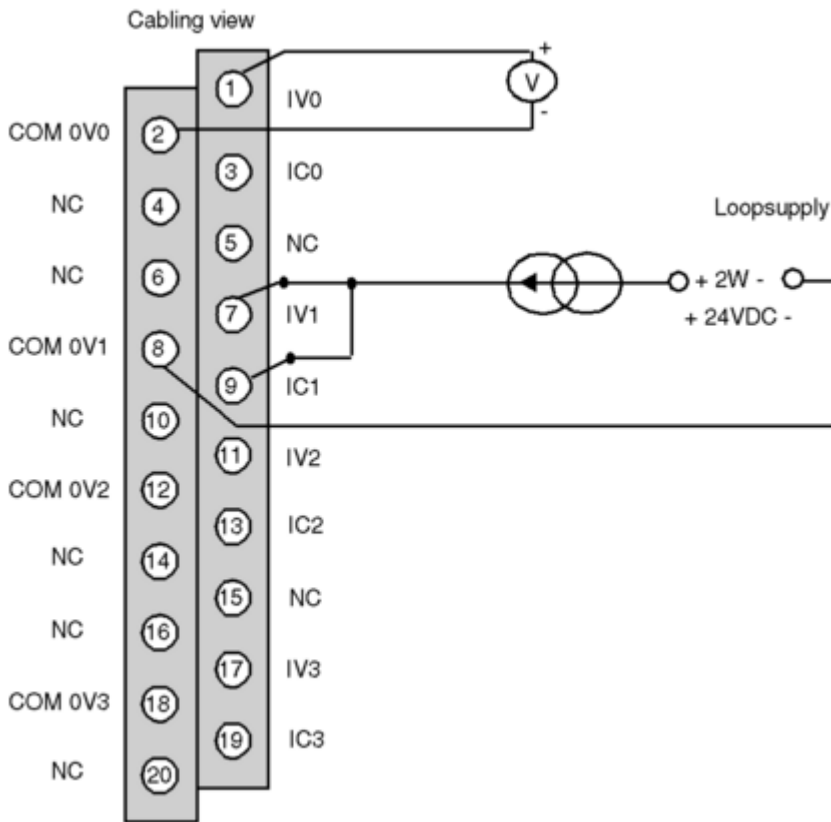 Cabling view
+
1
V
IV0
-
COM 0V0
2
3
IC0
NC
4
Loopsupply
5
NC
NC
6
+ 2W -
7
IV1
+ 24VDC -
COM 0V1
8
9
IC1
NC
10
11
IV2
COM 0V2
12
13
IC2
NC
14
15
NC
NC
16
17
IV3
COM 0V3
18
19
IC3
NC
20